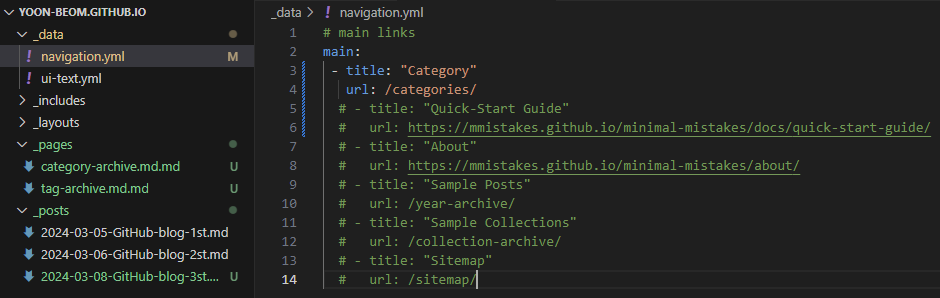 YOON-BEOM.GITHUB.IO
_data
! navigation.yml M
! ui-text.yml
_includes
_layouts
_pages
category-archive.md.md U
tag-archive.md.md U
_posts
2024-03-05-GitHub-blog-1st.md
2024-03-06-GitHub-blog-2st.md
2024-03-08-GitHub-blog-3st.... U
_data > ! navigation.yml
1 # main links
2 main:
3 - title: "Category"
4 url: /categories/
5 # - title: "Quick-Start Guide"
6 # url: https://mmistakes.github.io/minimal-mistakes/docs/quick-start-guide/
7 # - title: "About"
8 # url: https://mmistakes.github.io/minimal-mistakes/about/
9 # - title: "Sample Posts"
10 # url: /year-archive/
11 # - title: "Sample Collections"
12 # url: /collection-archive/
13 # - title: "Sitemap"
14 # url: /sitemap/